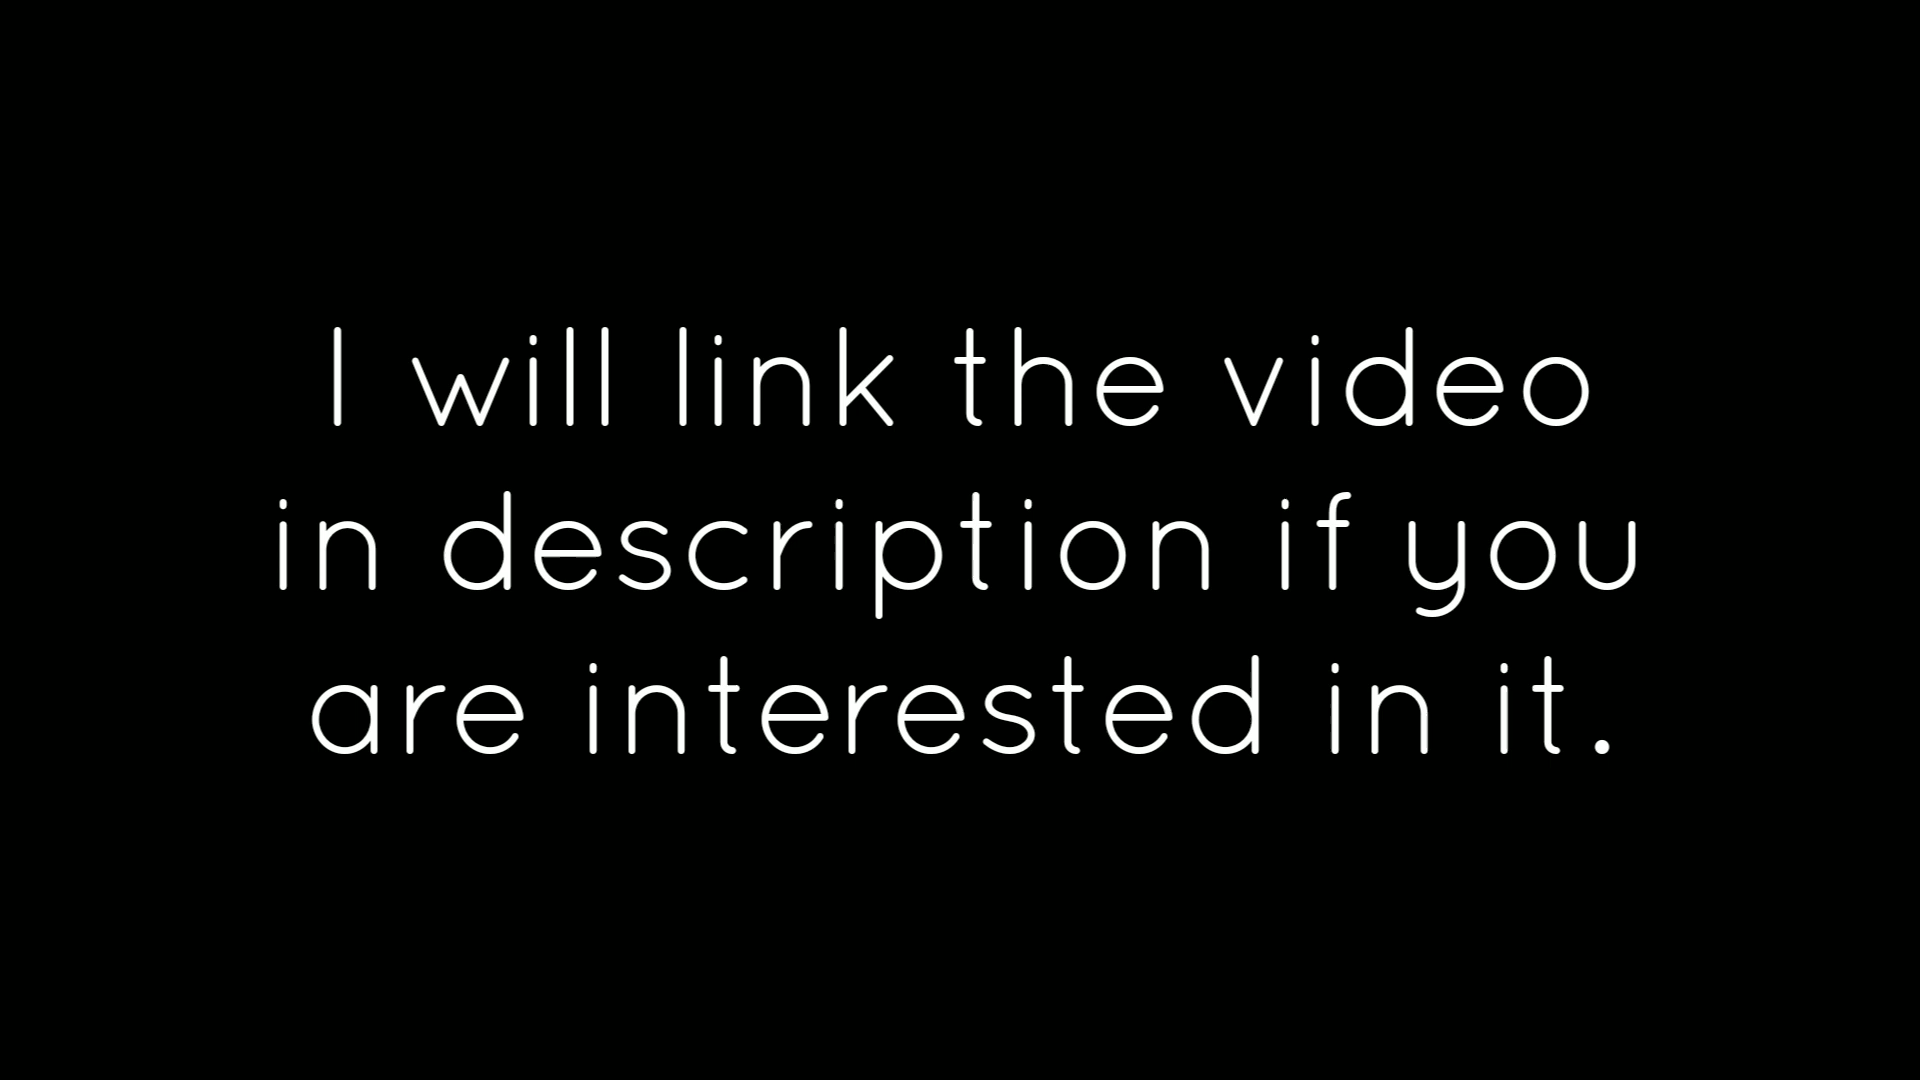 I will link the video
in description if you
are interested in it.